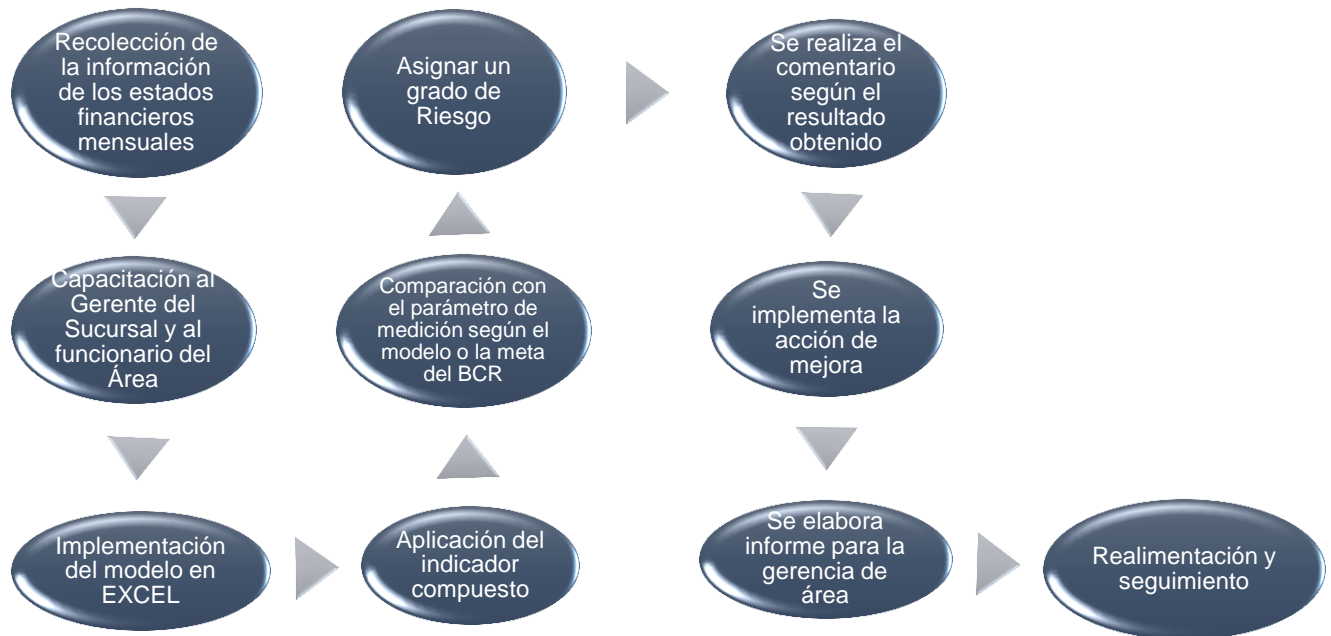 Recolección de
la información
de los estados
financieros
mensuales
Capacitación al
Gerente del
Sucursal y al
funcionario del
Área
Implementación
del modelo en
EXCEL
Aplicación del
indicador
compuesto
Comparación con
el parámetro de
medición según el
modelo o la meta
del BCR
Asignar un
grado de
Riesgo
Se realiza el
comentario
según el
resultado
obtenido
Se
implementa la
acción de
mejora
Se elabora
informe para la
gerencia de
área
Realimentación y
seguimiento